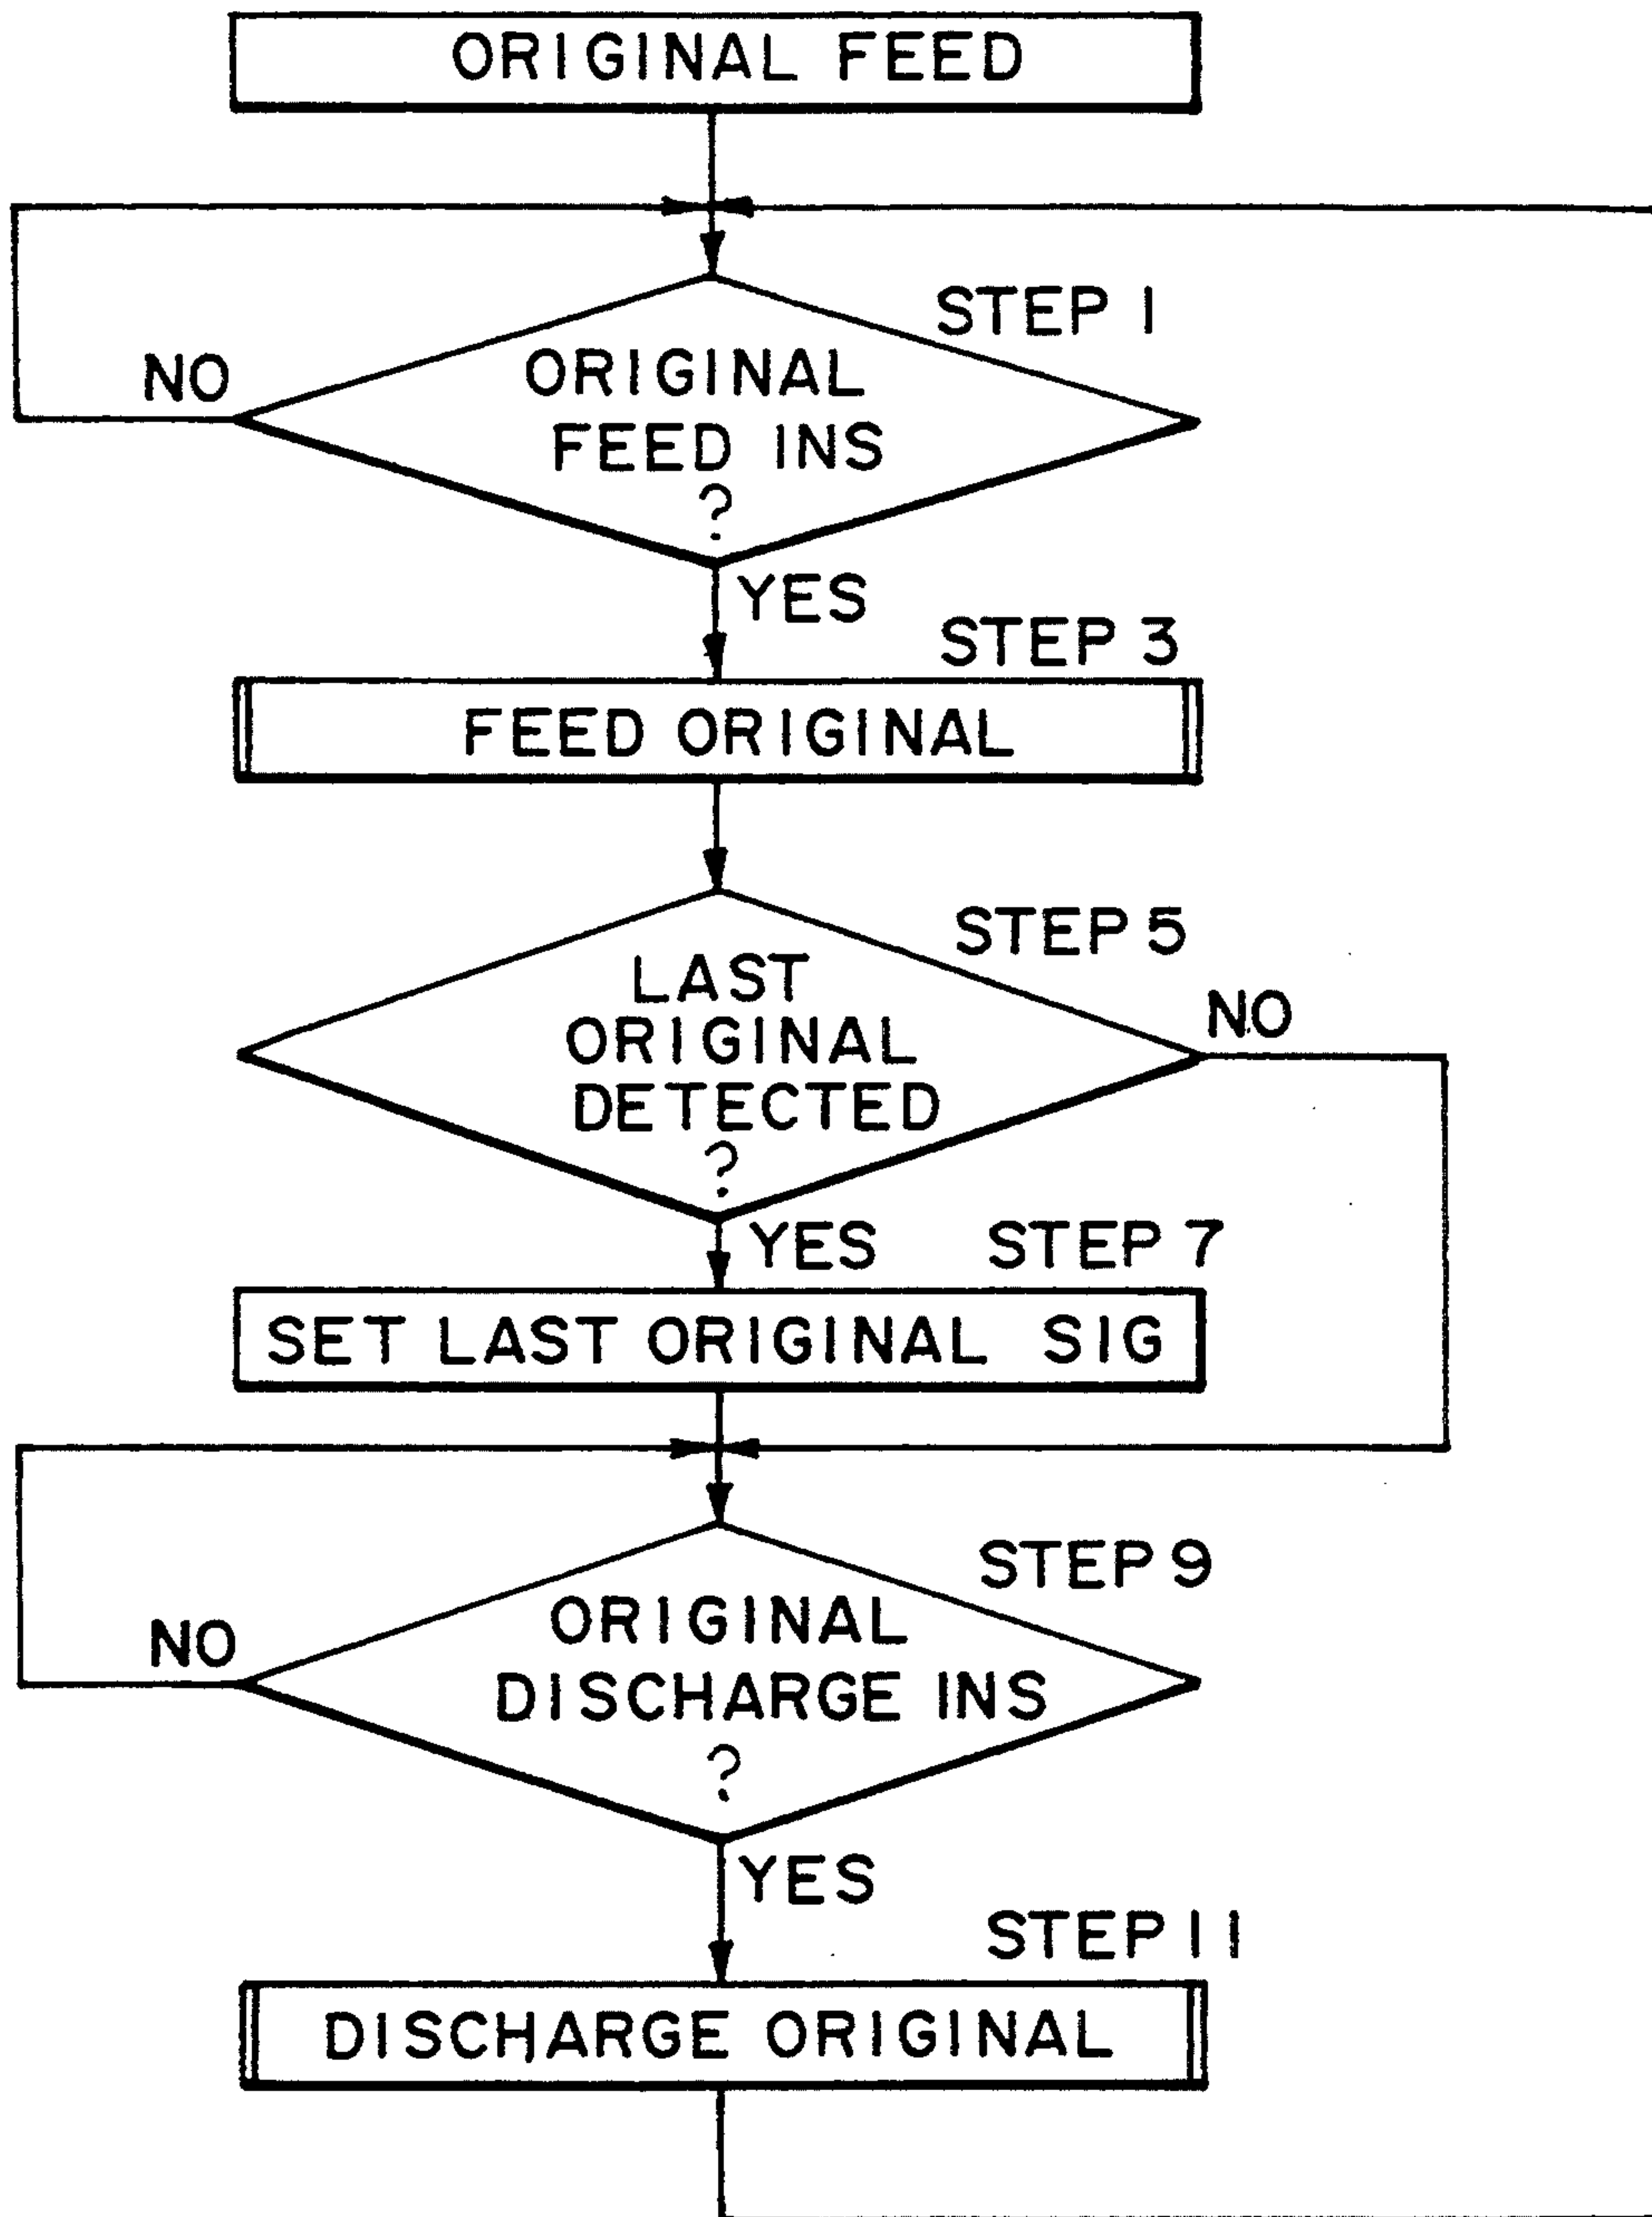 ORIGINAL FEED
STEP 1
NO
ORIGINAL
FEED INS
?
YES
STEP 3
FEED ORIGINAL
STEP 5
LAST
NO
ORIGINAL
DETECTED
?
YES
STEP 7
SET LAST ORIGINAL SIG
STEP 9
ORIGINAL
NO
DISCHARGE INS
?
YES
STEP 11
DISCHARGE ORIGINAL